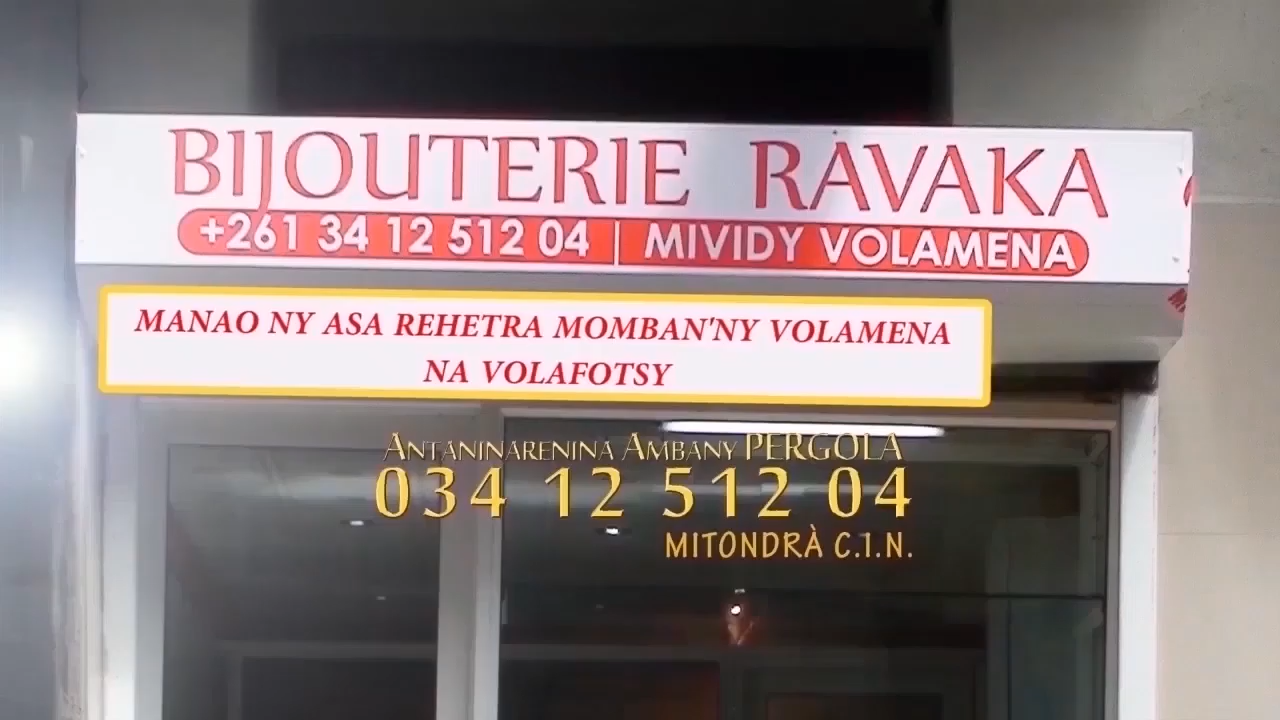 BIJOUTERIE RAVAKA
+261 34 12 512 04 | MIVIDY VOLAMENA
MANAO NY ASA REHETRA MOMBAN'NY VOLAMENA
NA VOLAFOTSY
ANTANINARENINA AMBANY PERGOLA
034 12 512 04
MITONDRÀ C.I.N.